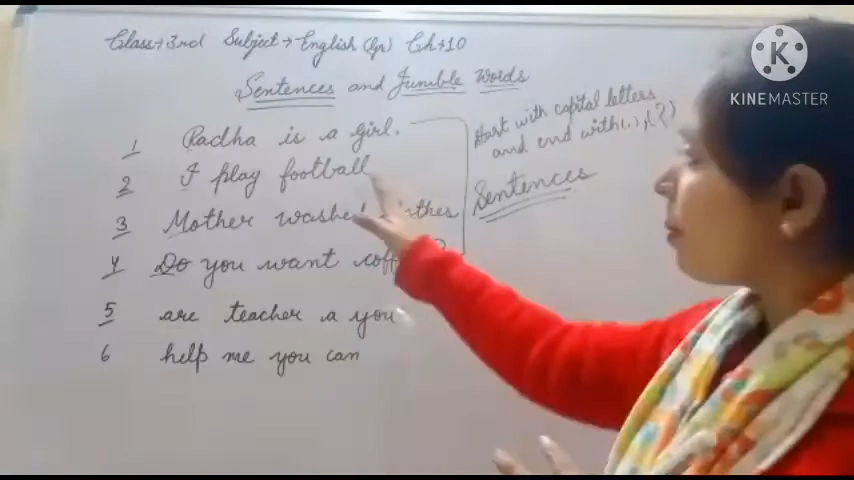 Class→3rd Subject→English (Gr) Ch→10
Sentences and Jumble Words
1 Radha is a girl.
2 I play football
3 Mother washed
4 Do you want
5 are teacher a you
6 help me you can
Start with capital letters
and end with (.), (?)
Sentences
KINEMASTER